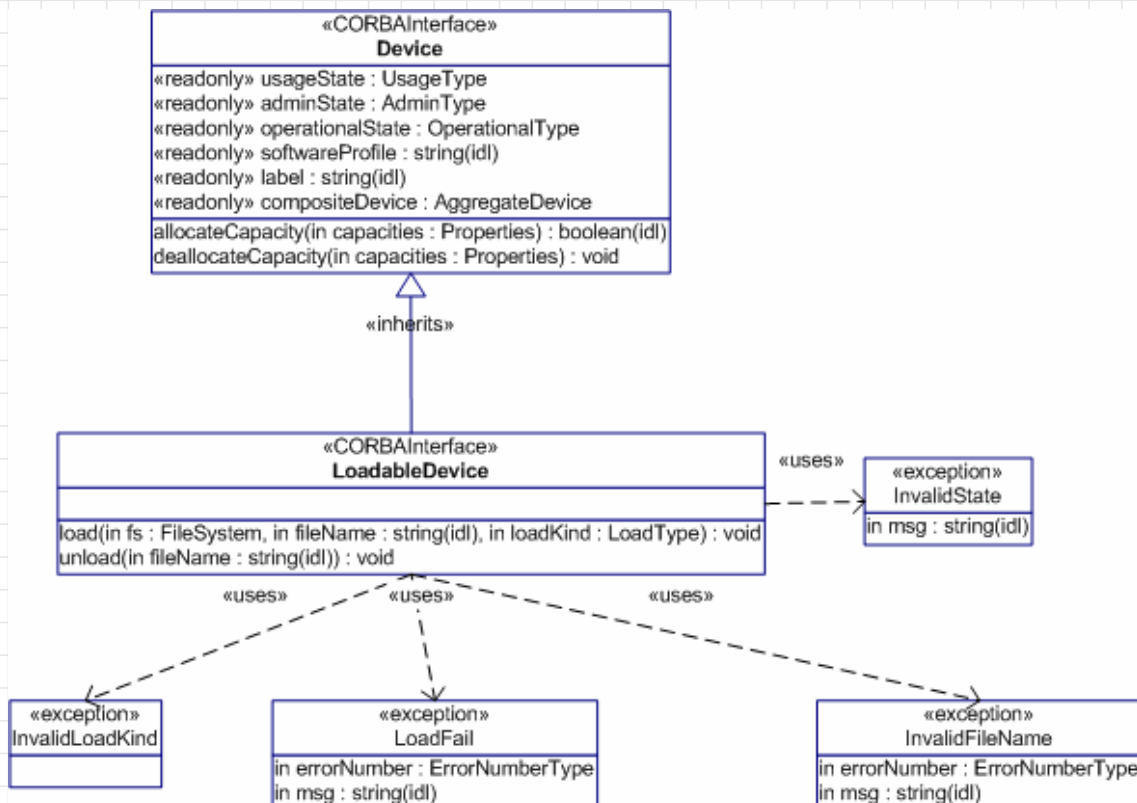 «CORBAInterface»
Device
«readonly» usageState : UsageType
«readonly» adminState : AdminType
«readonly» operationalState : OperationalType
«readonly» softwareProfile : string(idl)
«readonly» label : string(idl)
«readonly» compositeDevice : AggregateDevice
allocateCapacity(in capacities : Properties) : boolean(idl)
deallocateCapacity(in capacities : Properties) : void
«inherits»
«CORBAInterface»
LoadableDevice
load(in fs : FileSystem, in fileName : string(idl), in loadKind : LoadType) : void
unload(in fileName : string(idl)) : void
«uses»
«exception»
InvalidState
in msg : string(idl)
«uses»
«uses»
«uses»
«exception»
InvalidLoadKind
«exception»
LoadFail
in errorNumber : ErrorNumberType
in msg : string(idl)
«exception»
InvalidFileName
in errorNumber : ErrorNumberType
in msg : string(idl)